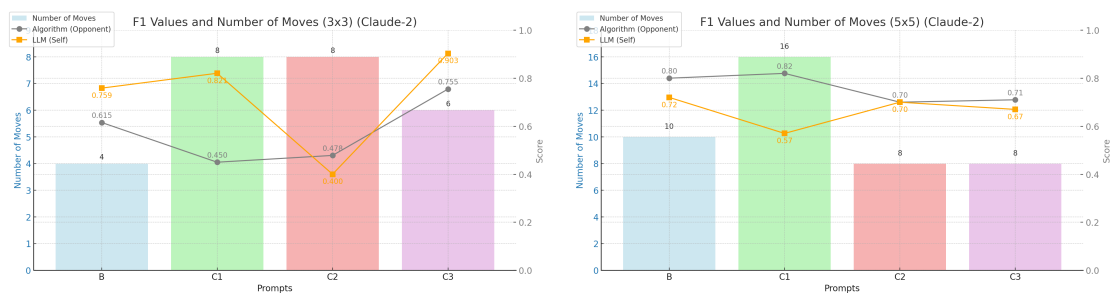 F1 Values and Number of Moves (3x3) (Claude-2)
Number of Moves
Algorithm (Opponent)
LLM (Self)
Number of Moves
0
1
2
3
4
5
6
7
8
0.0
0.2
0.4
0.6
0.8
1.0
Score
4
8
8
6
0.615
0.450
0.478
0.755
0.759
0.822
0.400
0.903
B
C1
C2
C3
Prompts
F1 Values and Number of Moves (5x5) (Claude-2)
Number of Moves
Algorithm (Opponent)
LLM (Self)
Number of Moves
0
2
4
6
8
10
12
14
16
0.0
0.2
0.4
0.6
0.8
1.0
Score
10
16
8
8
0.80
0.82
0.70
0.71
0.72
0.57
0.70
0.67
B
C1
C2
C3
Prompts